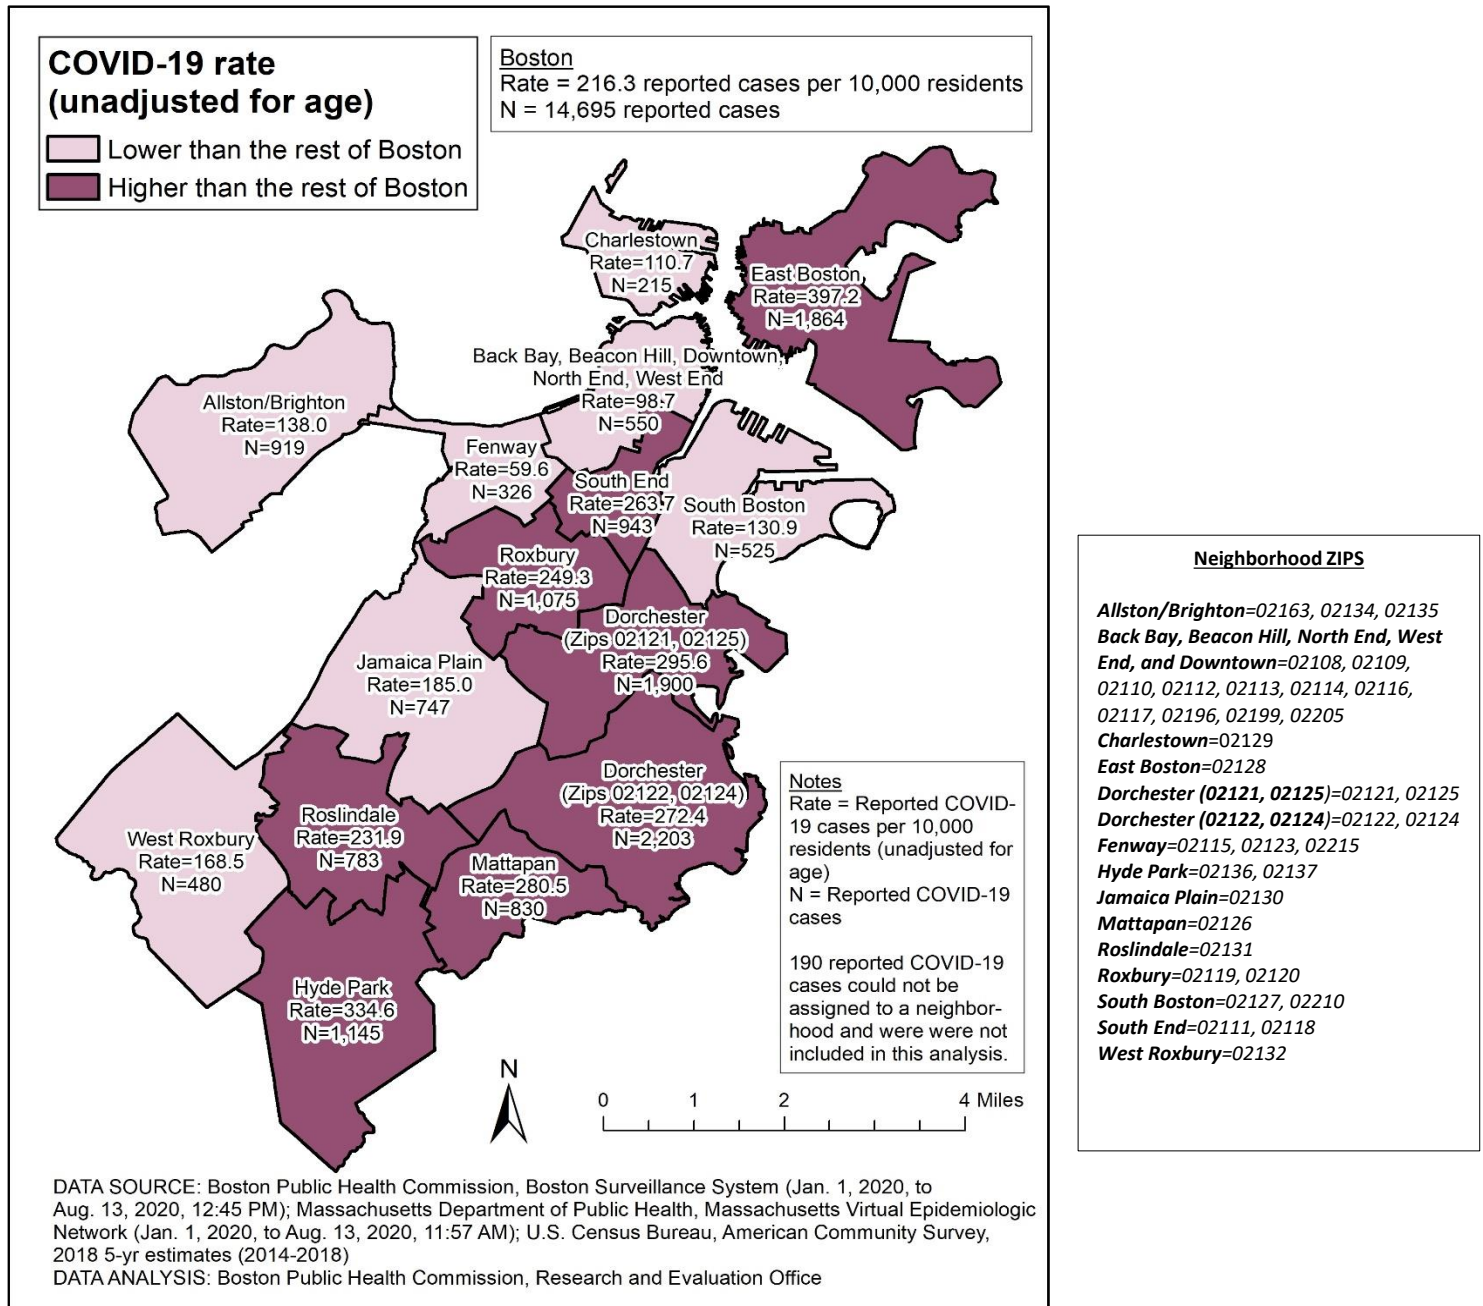 COVID-19 rate
(unadjusted for age)
Lower than the rest of Boston
Higher than the rest of Boston
Boston
Rate = 216.3 reported cases per 10,000 residents
N = 14,695 reported cases
Charlestown
Rate=110.7
N=215
East Boston
Rate=397.2
N=1,864
Back Bay, Beacon Hill, Downtown,
North End, West End
Rate=98.7
N=550
Allston/Brighton
Rate=138.0
N=919
Fenway
Rate=59.6
N=326
South End
Rate=263.7
N=943
South Boston
Rate=130.9
N=525
Roxbury
Rate=249.3
N=1,075
Dorchester
(Zips 02121, 02125)
Rate=295.6
N=1,900
Jamaica Plain
Rate=185.0
N=747
Dorchester
(Zips 02122, 02124)
Rate=272.4
N=2,203
Roslindale
Rate=231.9
N=783
West Roxbury
Rate=168.5
N=480
Mattapan
Rate=280.5
N=830
Hyde Park
Rate=334.6
N=1,145
Notes
Rate = Reported COVID-
19 cases per 10,000
residents (unadjusted for
age)
N = Reported COVID-19
cases
190 reported COVID-19
cases could not be
assigned to a neighbor-
hood and were were not
included in this analysis.
N
0 1 2 4 Miles
DATA SOURCE: Boston Public Health Commission, Boston Surveillance System (Jan. 1, 2020, to
Aug. 13, 2020, 12:45 PM); Massachusetts Department of Public Health, Massachusetts Virtual Epidemiologic
Network (Jan. 1, 2020, to Aug. 13, 2020, 11:57 AM); U.S. Census Bureau, American Community Survey,
2018 5-yr estimates (2014-2018)
DATA ANALYSIS: Boston Public Health Commission, Research and Evaluation Office
Neighborhood ZIPS
Allston/Brighton=02163, 02134, 02135
Back Bay, Beacon Hill, North End, West
End, and Downtown=02108, 02109,
02110, 02112, 02113, 02114, 02116,
02117, 02196, 02199, 02205
Charlestown=02129
East Boston=02128
Dorchester (02121, 02125)=02121, 02125
Dorchester (02122, 02124)=02122, 02124
Fenway=02115, 02123, 02215
Hyde Park=02136, 02137
Jamaica Plain=02130
Mattapan=02126
Roslindale=02131
Roxbury=02119, 02120
South Boston=02127, 02210
South End=02111, 02118
West Roxbury=02132